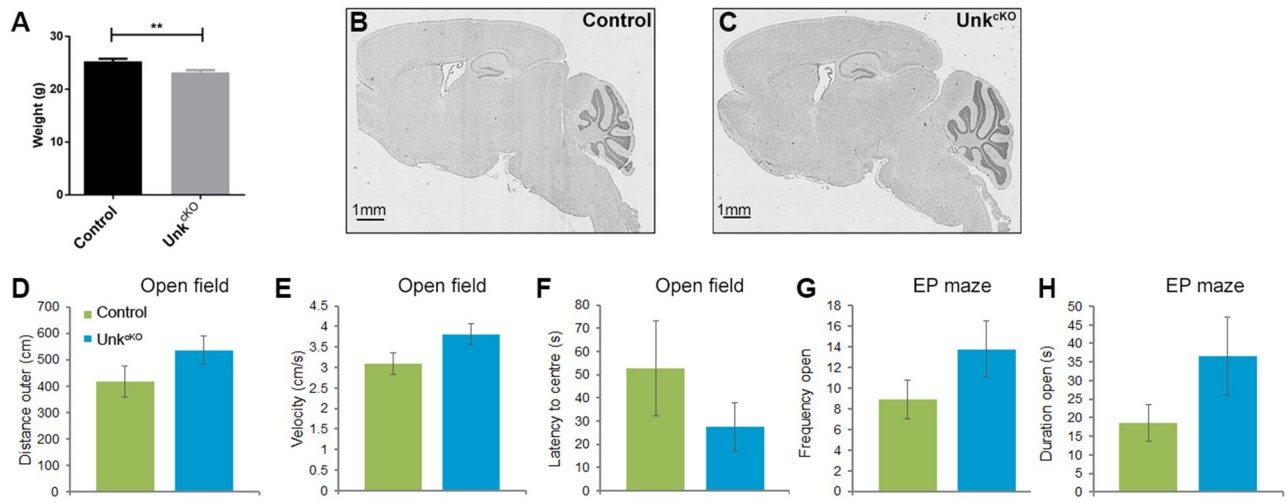 A
**
30
20
10
0
Weight (g)
Control
Unk^cKO
B
Control
1mm
C
Unk^cKO
1mm
D
Open field
700
600
500
400
300
200
100
0
Distance outer (cm)
Control
Unk^cKO
E
Open field
4.5
4
3.5
3
2.5
2
1.5
1
0.5
0
Velocity (cm/s)
F
Open field
80
70
60
50
40
30
20
10
0
Latency to centre (s)
G
EP maze
18
16
14
12
10
8
6
4
2
0
Frequency open
H
EP maze
50
45
40
35
30
25
20
15
10
5
0
Duration open (s)